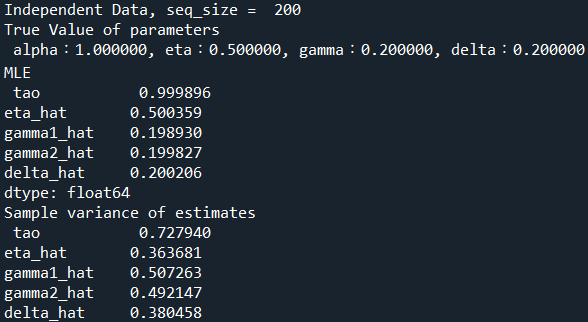 Independent Data, seq_size =  200
True Value of parameters
 alpha：1.000000, eta：0.500000, gamma：0.200000, delta：0.200000
MLE
 tao           0.999896
eta_hat       0.500359
gamma1_hat    0.198930
gamma2_hat    0.199827
delta_hat     0.200206
dtype: float64
Sample variance of estimates
 tao           0.727940
eta_hat       0.363681
gamma1_hat    0.507263
gamma2_hat    0.492147
delta_hat     0.380458